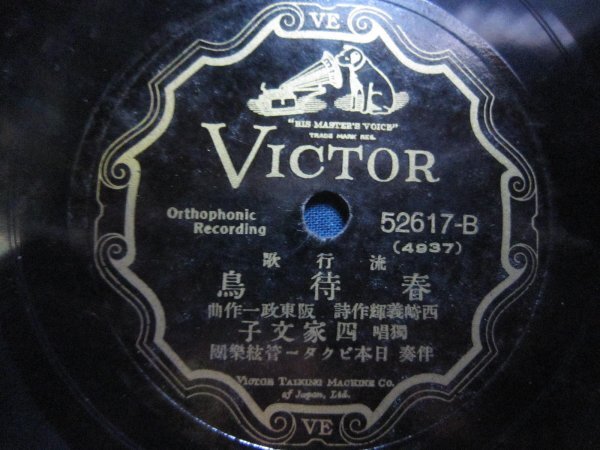 VE
"HIS MASTER'S VOICE"
TRADE MARK REG.
VICTOR
Orthophonic
Recording
52617-B
(4937)
歌行流
鳥待春
曲作一政東阪 詩作輝義崎西
子文家四 唱獨
團樂絃管ータクビ本日 奏伴
VICTOR TALKING MACHINE CO.
of Japan, Ltd.
VE